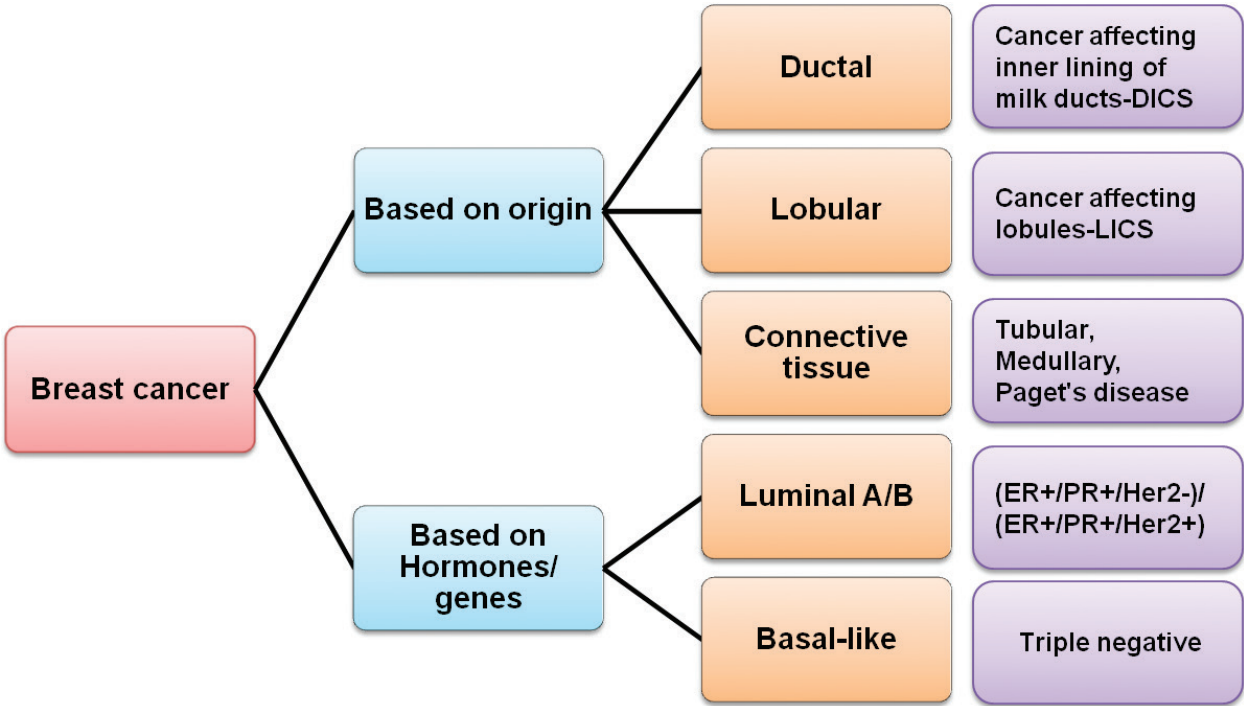 Breast cancer
Based on origin
Ductal
Cancer affecting
inner lining of
milk ducts-DICS
Lobular
Cancer affecting
lobules-LICS
Connective
tissue
Tubular,
Medullary,
Paget's disease
Based on
Hormones/
genes
Luminal A/B
(ER+/PR+/Her2-)/
(ER+/PR+/Her2+)
Basal-like
Triple negative